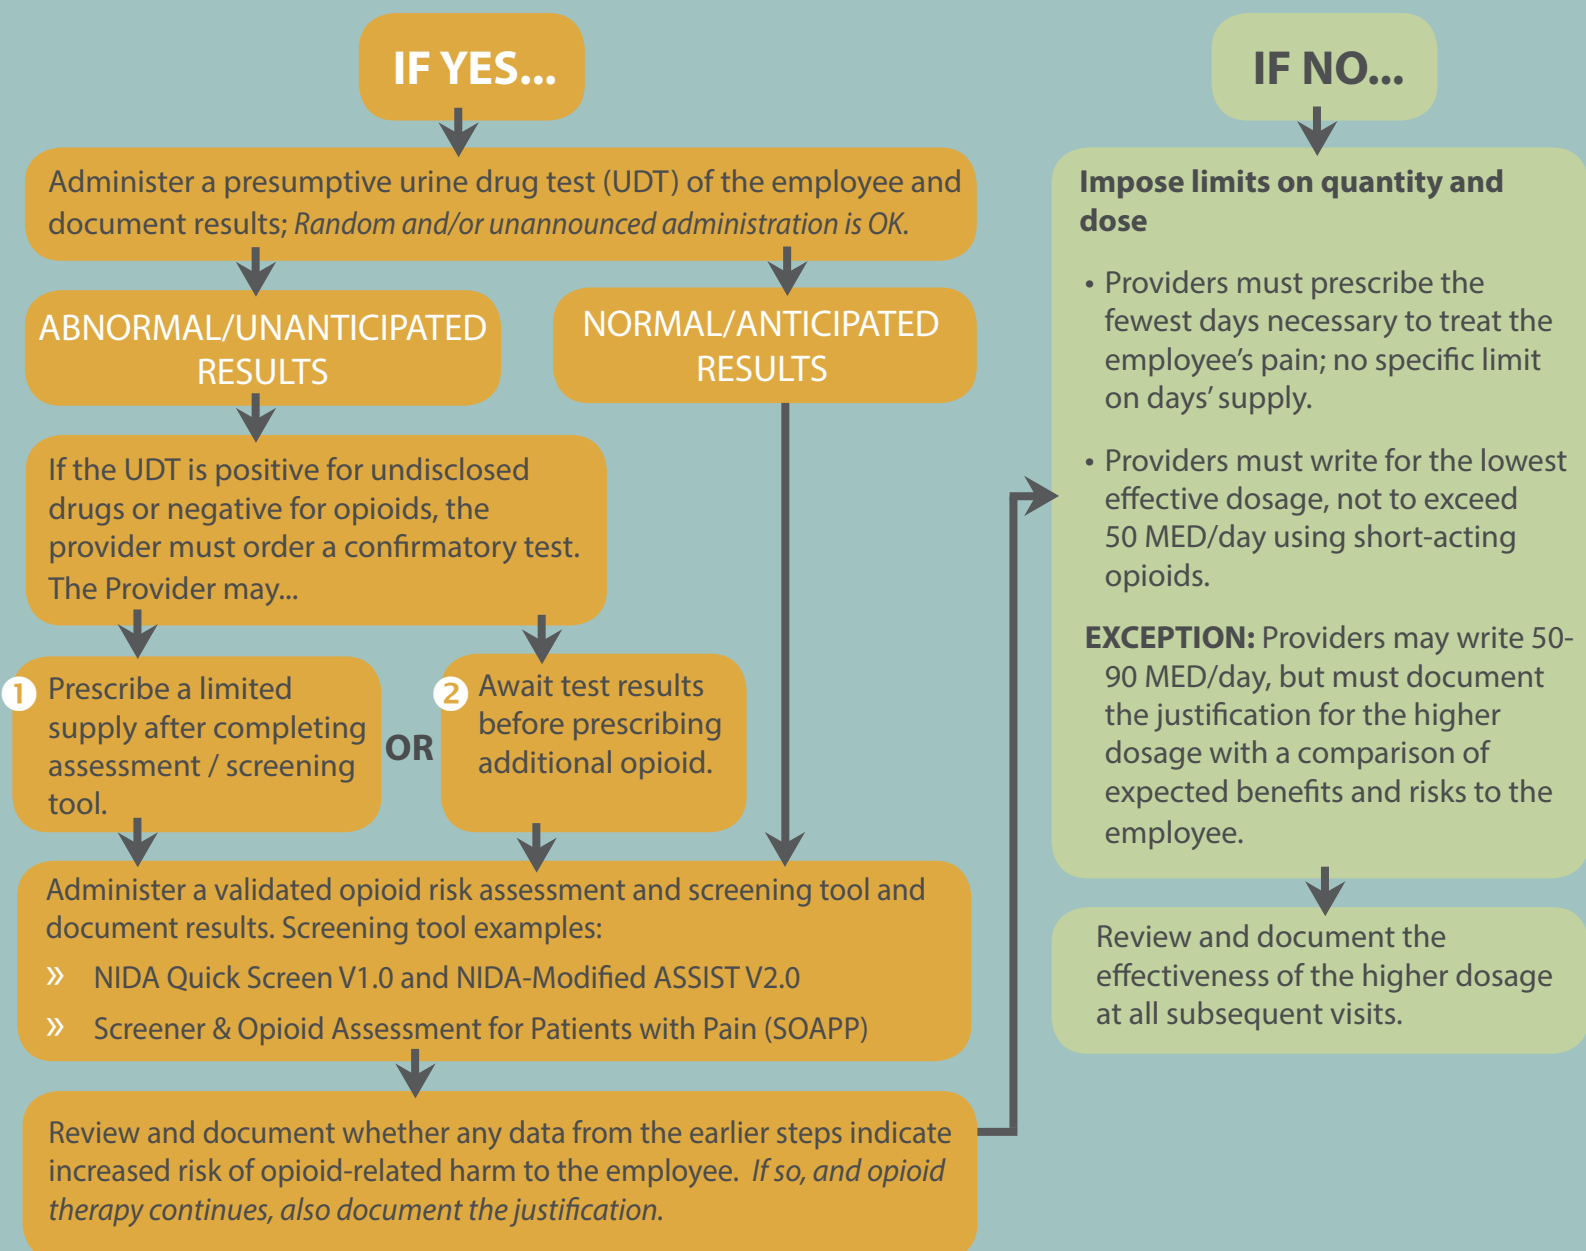 IF YES...
Administer a presumptive urine drug test (UDT) of the employee and
document results; Random and/or unannounced administration is OK.
ABNORMAL/UNANTICIPATED
RESULTS
NORMAL/ANTICIPATED
RESULTS
If the UDT is positive for undisclosed
drugs or negative for opioids, the
provider must order a confirmatory test.
The Provider may...
1 Prescribe a limited
supply after completing
assessment / screening
tool.
OR
2 Await test results
before prescribing
additional opioid.
Administer a validated opioid risk assessment and screening tool and
document results. Screening tool examples:
» NIDA Quick Screen V1.0 and NIDA-Modified ASSIST V2.0
» Screener & Opioid Assessment for Patients with Pain (SOAPP)
Review and document whether any data from the earlier steps indicate
increased risk of opioid-related harm to the employee. If so, and opioid
therapy continues, also document the justification.
IF NO...
Impose limits on quantity and
dose
• Providers must prescribe the
fewest days necessary to treat the
employee's pain; no specific limit
on days' supply.
• Providers must write for the lowest
effective dosage, not to exceed
50 MED/day using short-acting
opioids.
EXCEPTION: Providers may write 50-
90 MED/day, but must document
the justification for the higher
dosage with a comparison of
expected benefits and risks to the
employee.
Review and document the
effectiveness of the higher dosage
at all subsequent visits.